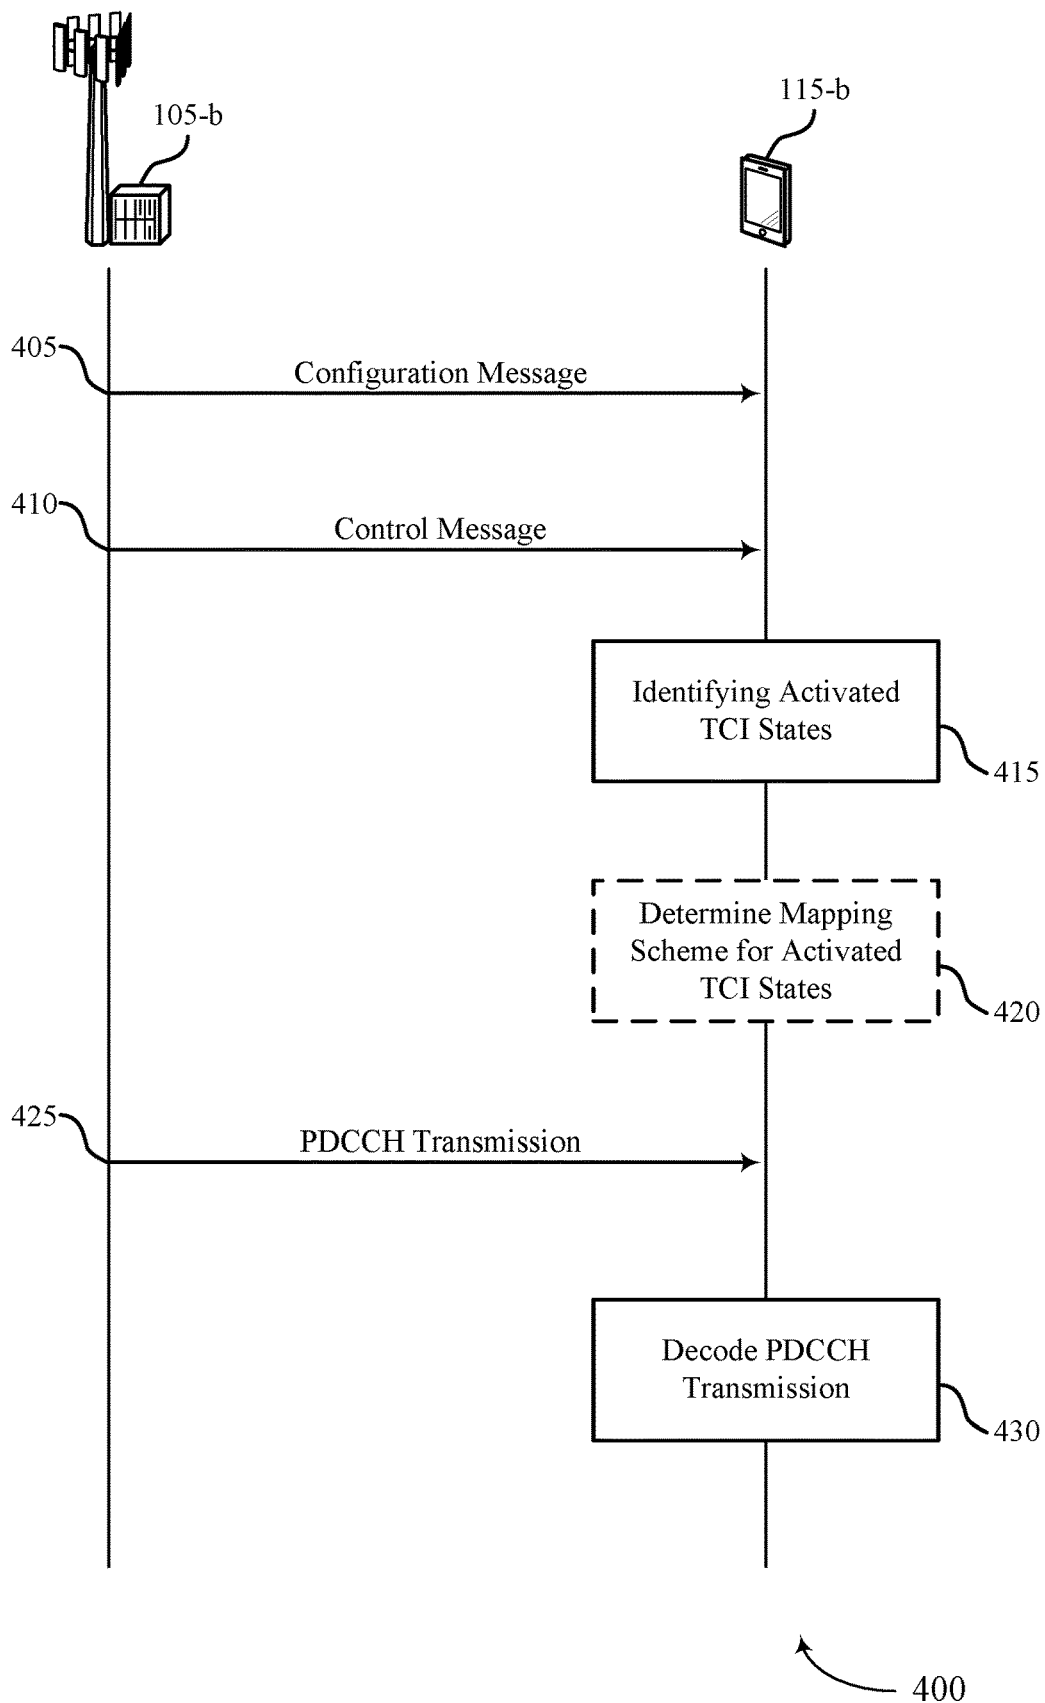 105-b
115-b
405
Configuration Message
410
Control Message
Identifying Activated
TCI States
415
Determine Mapping
Scheme for Activated
TCI States
420
425
PDCCH Transmission
Decode PDCCH
Transmission
430
400